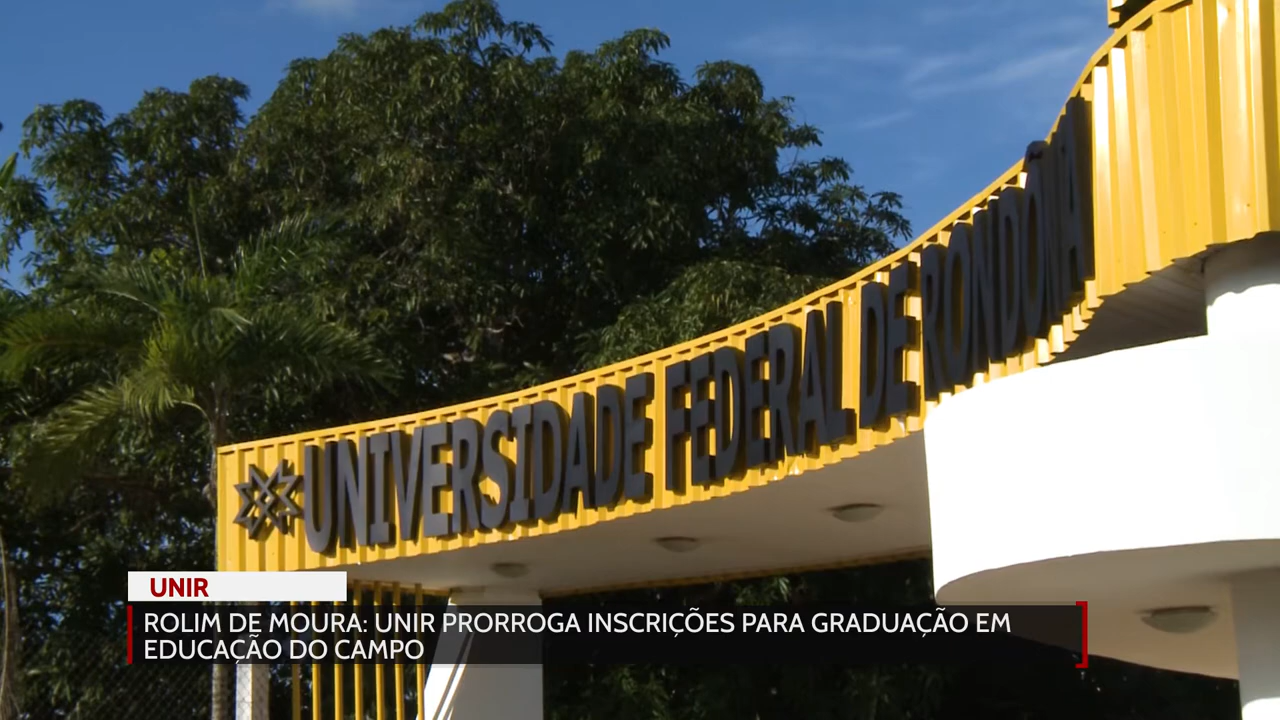 UNIVERSIDADE FEDERAL DE RONDÔNIA
UNIR
ROLIM DE MOURA: UNIR PRORROGA INSCRIÇÕES PARA GRADUAÇÃO EM
EDUCAÇÃO DO CAMPO